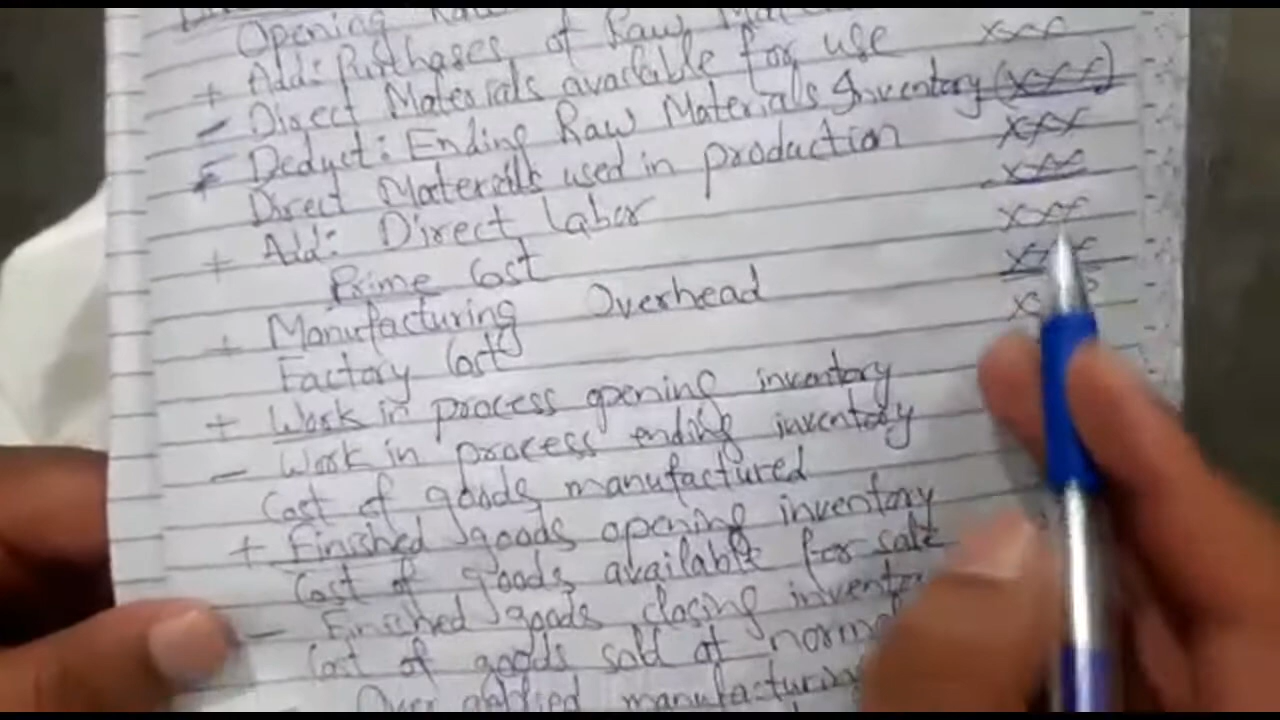 Opening Raw
+ Add: Purchases of Raw Mater xxx
- Direct Materials available for use (xxx)
= Deduct: Ending Raw Materials Inventory xxx
Direct Materials used in production xxx
+ Add: Direct Labor xxx
Prime Cost xxx
+ Manufacturing Overhead
Factory Cost
+ Work in process opening inventory
- Work in process ending inventory
Cost of goods manufactured
+ Finished goods opening inventory
Cost of goods available for sale
- Finished goods closing inventory
Cost of goods sold at norma
Over applied manufacturing